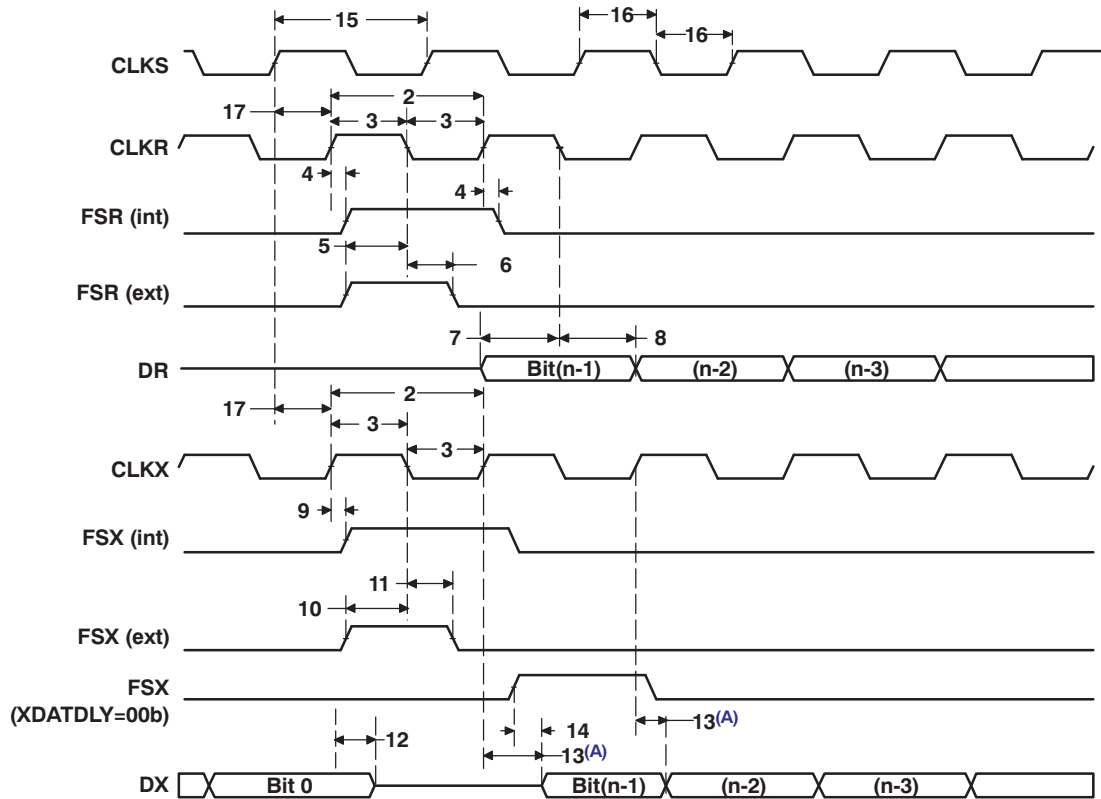 15
16
16
CLKS
2
17
3
3
CLKR
4
4
FSR (int)
5
6
FSR (ext)
7
8
DR
Bit(n-1)
(n-2)
(n-3)
2
17
3
3
CLKX
9
FSX (int)
11
10
FSX (ext)
FSX
(XDATDLY=00b)
14
13(A)
12
13(A)
DX
Bit 0
Bit(n-1)
(n-2)
(n-3)